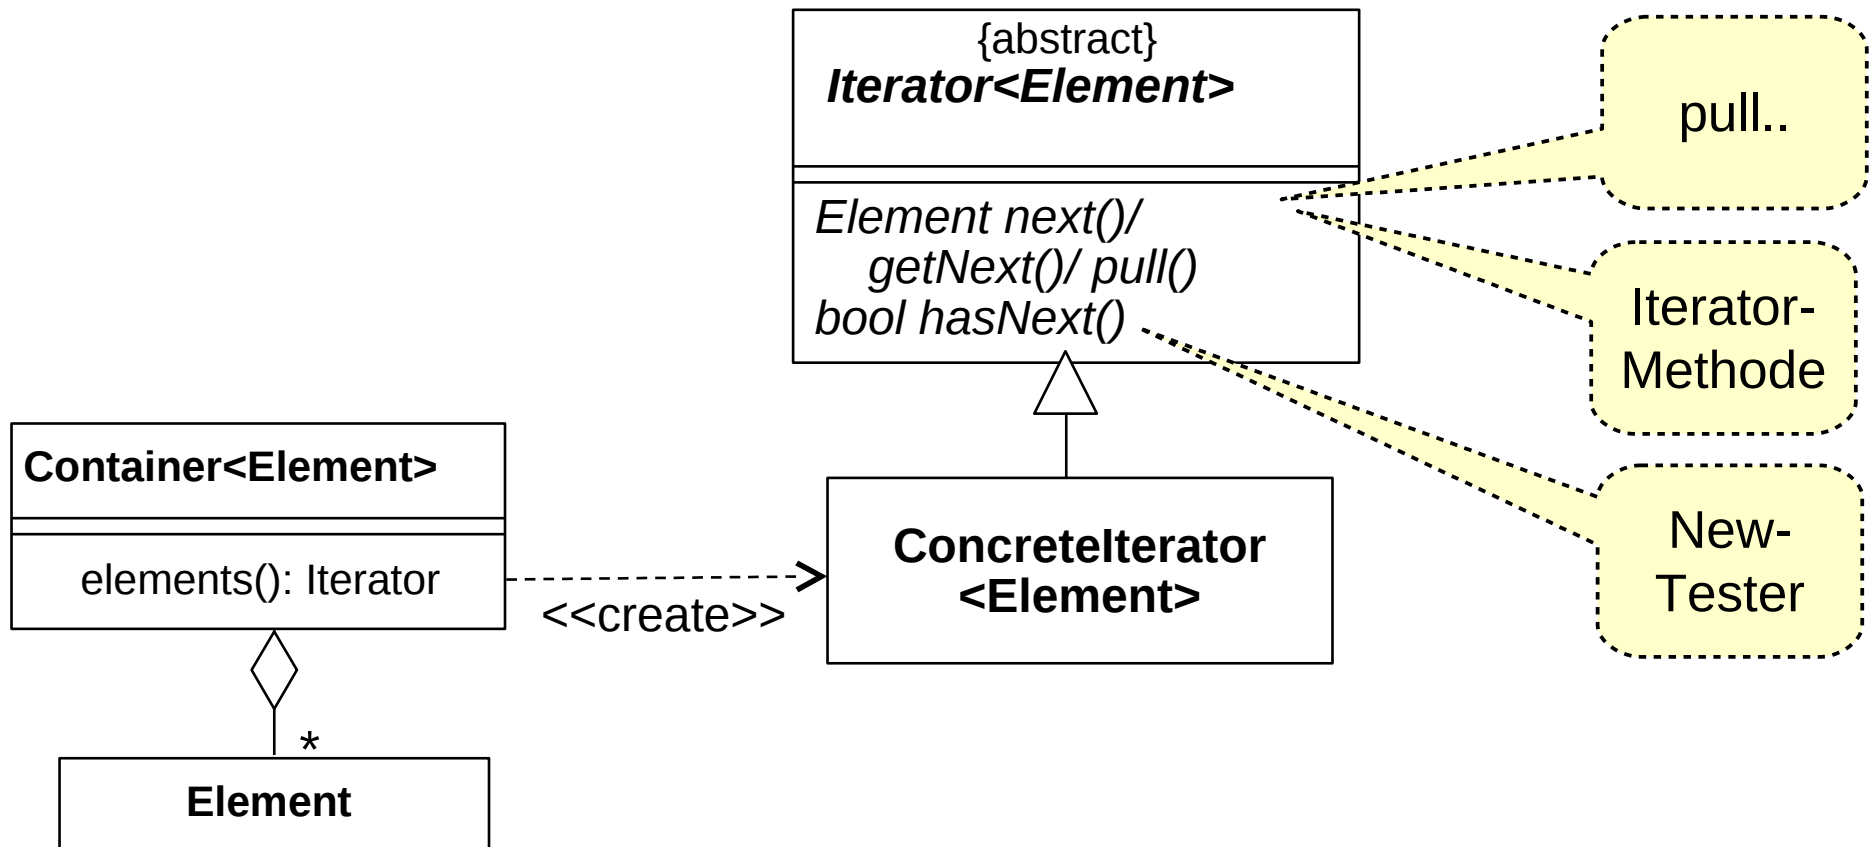 {abstract}
Iterator<Element>
Element next()/
getNext()/ pull()
bool hasNext()
pull..
Iterator-
Methode
New-
Tester
Container<Element>
elements(): Iterator
<<create>>
ConcreteIterator
<Element>
*
Element